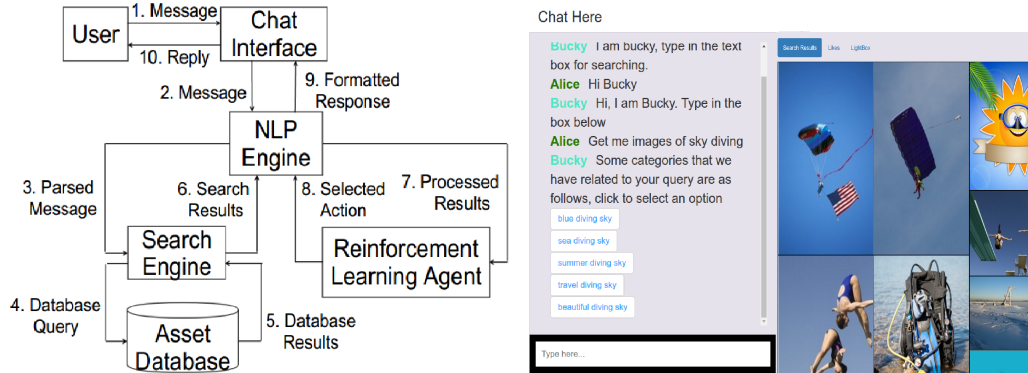 1. Message
User
Chat
Interface
10. Reply
2. Message
9. Formatted
Response
NLP
Engine
3. Parsed
Message
6. Search
Results
8. Selected
Action
7. Processed
Results
Search
Engine
Reinforcement
Learning Agent
4. Database
Query
Asset
Database
5. Database
Results
Chat Here
Bucky I am bucky, type in the text
box for searching.
Alice Hi Bucky
Bucky Hi, I am Bucky. Type in the
box below
Alice Get me images of sky diving
Bucky Some categories that we
have related to your query are as
follows, click to select an option
blue diving sky
sea diving sky
summer diving sky
travel diving sky
beautiful diving sky
Type here...
Search Results Likes LightBox